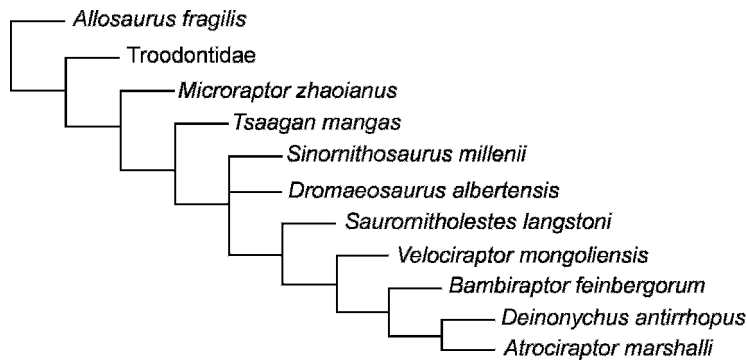 Allosaurus fragilis
Troodontidae
Microraptor zhaoianus
Tsaagan mangas
Sinornithosaurus millenii
Dromaeosaurus albertensis
Saurornitholestes langstoni
Velociraptor mongoliensis
Bambiraptor feinbergorum
Deinonychus antirrhopus
Atrociraptor marshalli